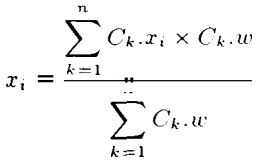 $$x_i = \frac{\sum_{k=1}^{n} C_k.x_i \times C_k.w}{\sum_{k=1}^{n} C_k.w}$$